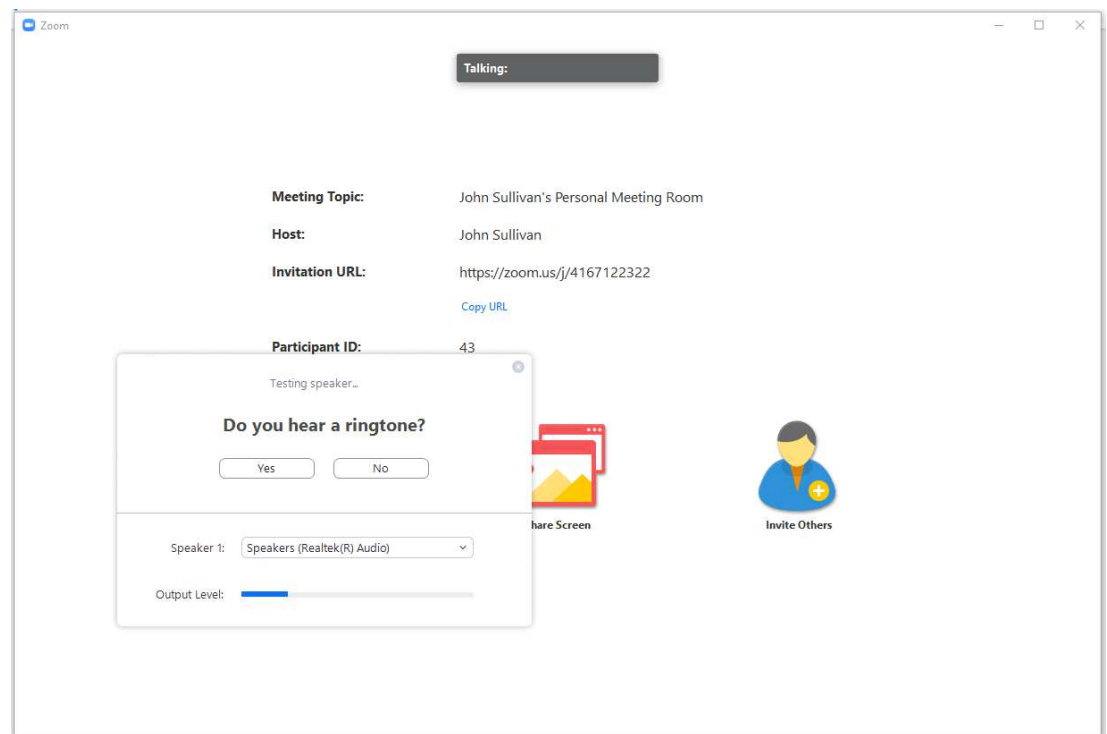 Zoom
Talking:
Meeting Topic: John Sullivan's Personal Meeting Room
Host: John Sullivan
Invitation URL: https://zoom.us/j/4167122322
Copy URL
Participant ID: 43
Testing speaker...
Do you hear a ringtone?
Yes No
hare Screen Invite Others
Speaker 1: Speakers (Realtek(R) Audio)
Output Level: